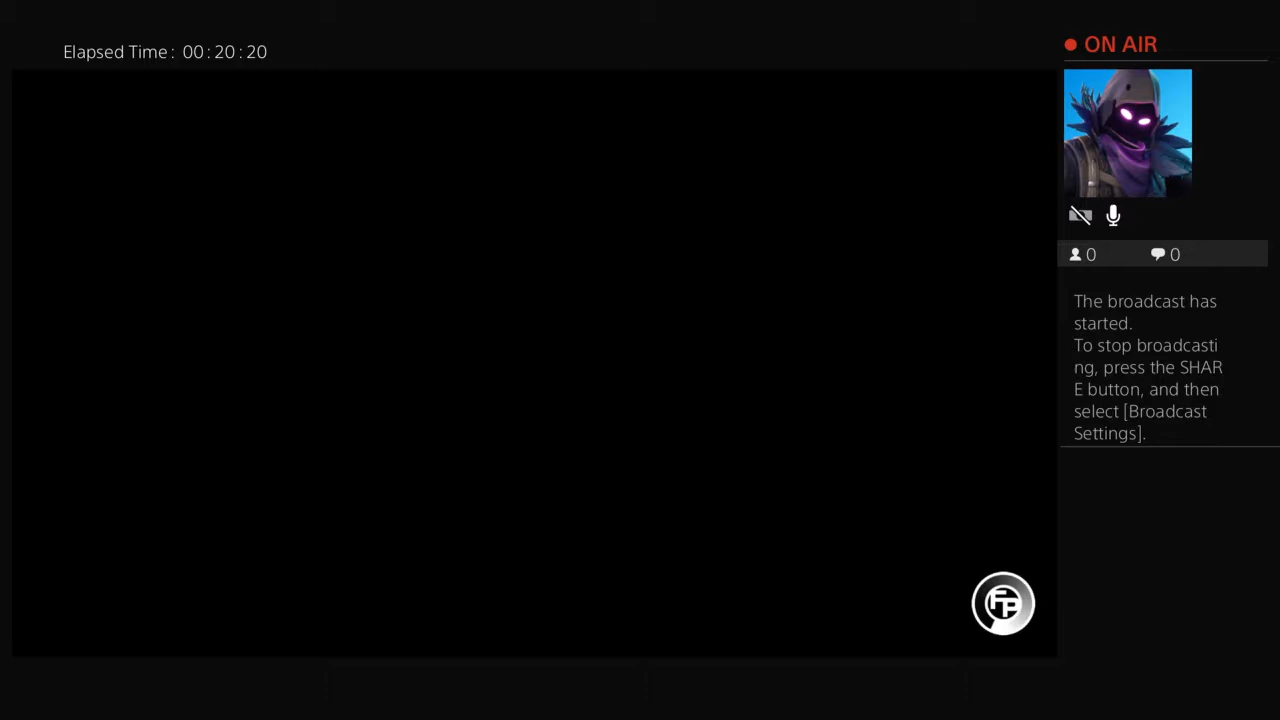 Elapsed Time: 00:20:20
ON AIR
0 0
The broadcast has
started.
To stop broadcasti
ng, press the SHAR
E button, and then
select [Broadcast
Settings].
FP